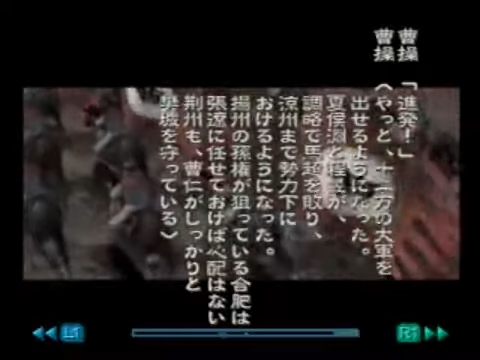 曹操「進発！」
曹操（やっと、十二万の大軍を
出せるようになった。
夏侯淵と程昱が、
調略で馬超を敗り、
涼州まで勢力下に
おけるようになった。
揚州の孫権が狙っている合肥は
張遼に任せておけば心配はない
荊州も、曹仁がしっかりと
樊城を守っている）
L1
R1